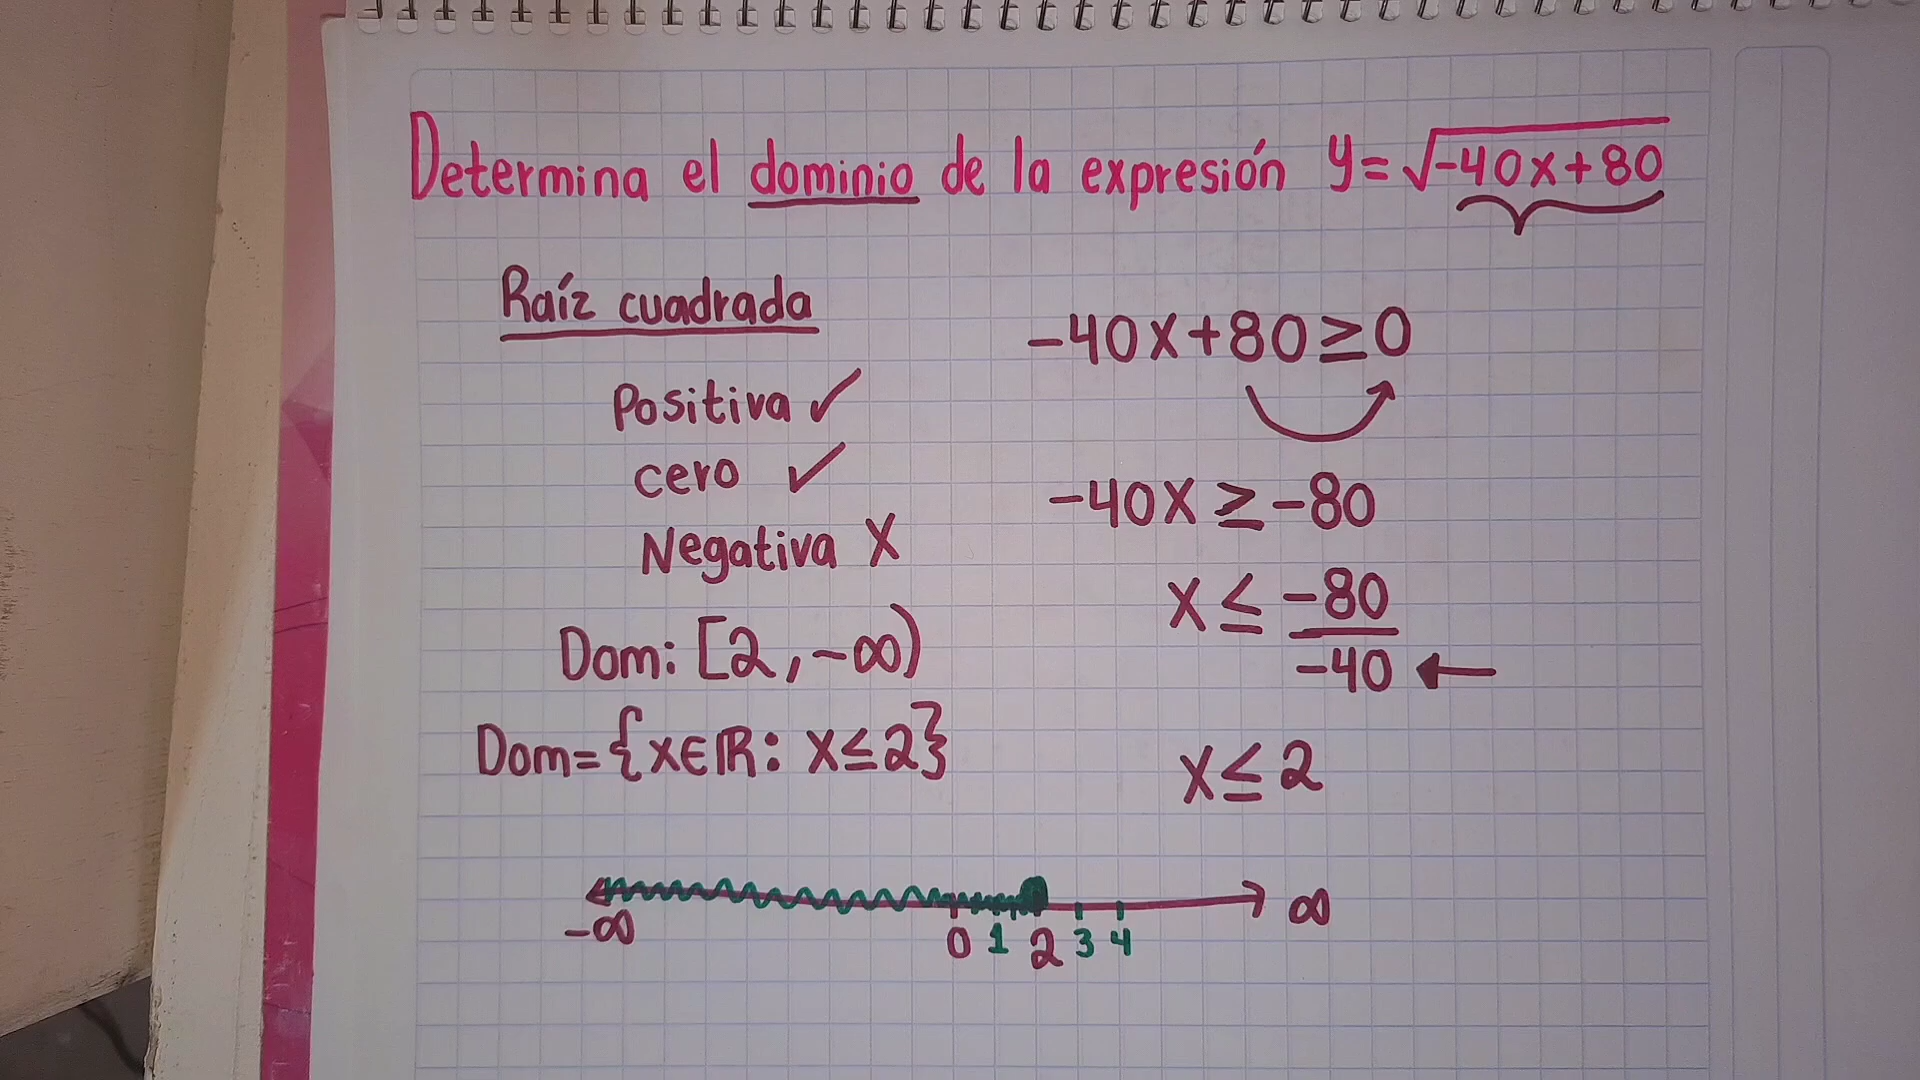 Determina el dominio de la expresión y=√-40x+80
Raíz cuadrada
Positiva ✓
cero ✓
Negativa X
Dom: [2,-∞)
Dom={x∈ℝ: x≤2}
-40x+80≥0
-40x≥-80
x≤ -80
-40 ←
x≤2
-∞ 0 1 2 3 4 ∞